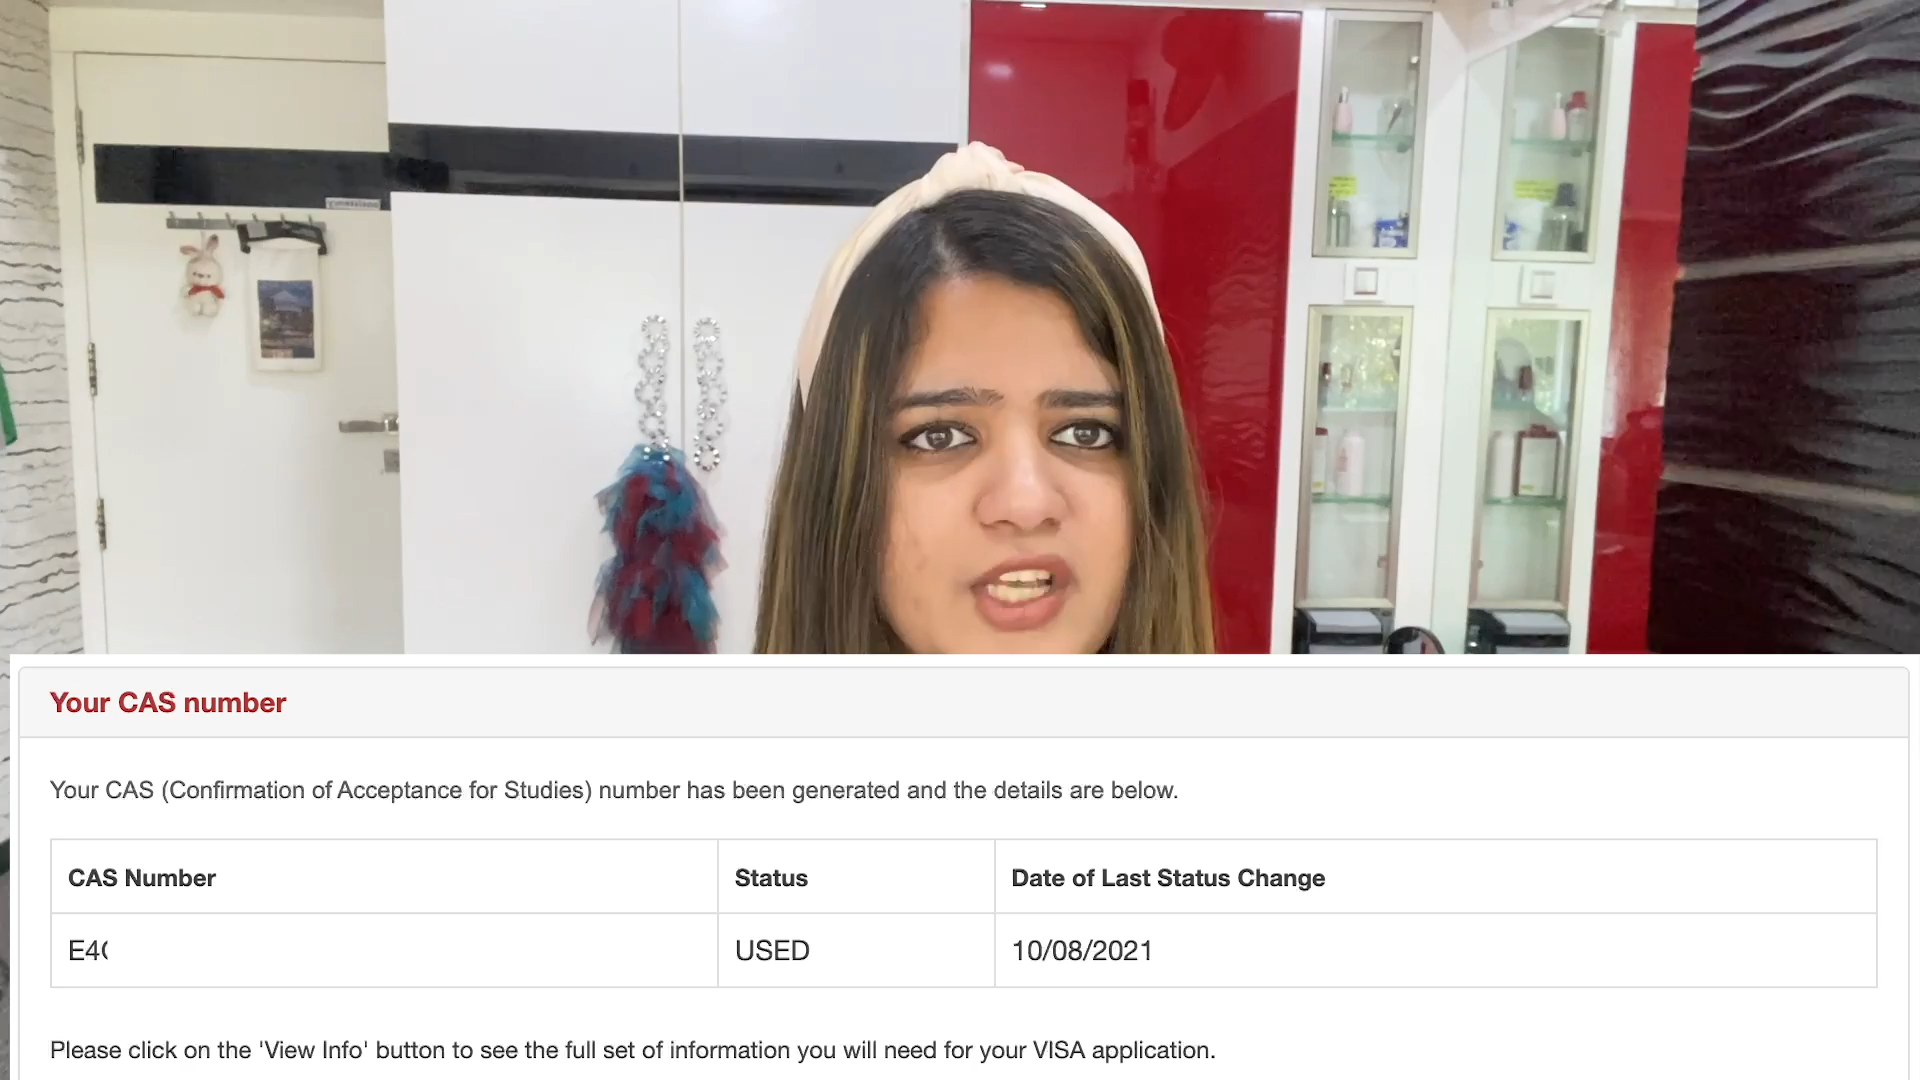 Your CAS number
Your CAS (Confirmation of Acceptance for Studies) number has been generated and the details are below.
CAS Number Status Date of Last Status Change
E4 USED 10/08/2021
Please click on the 'View Info' button to see the full set of information you will need for your VISA application.